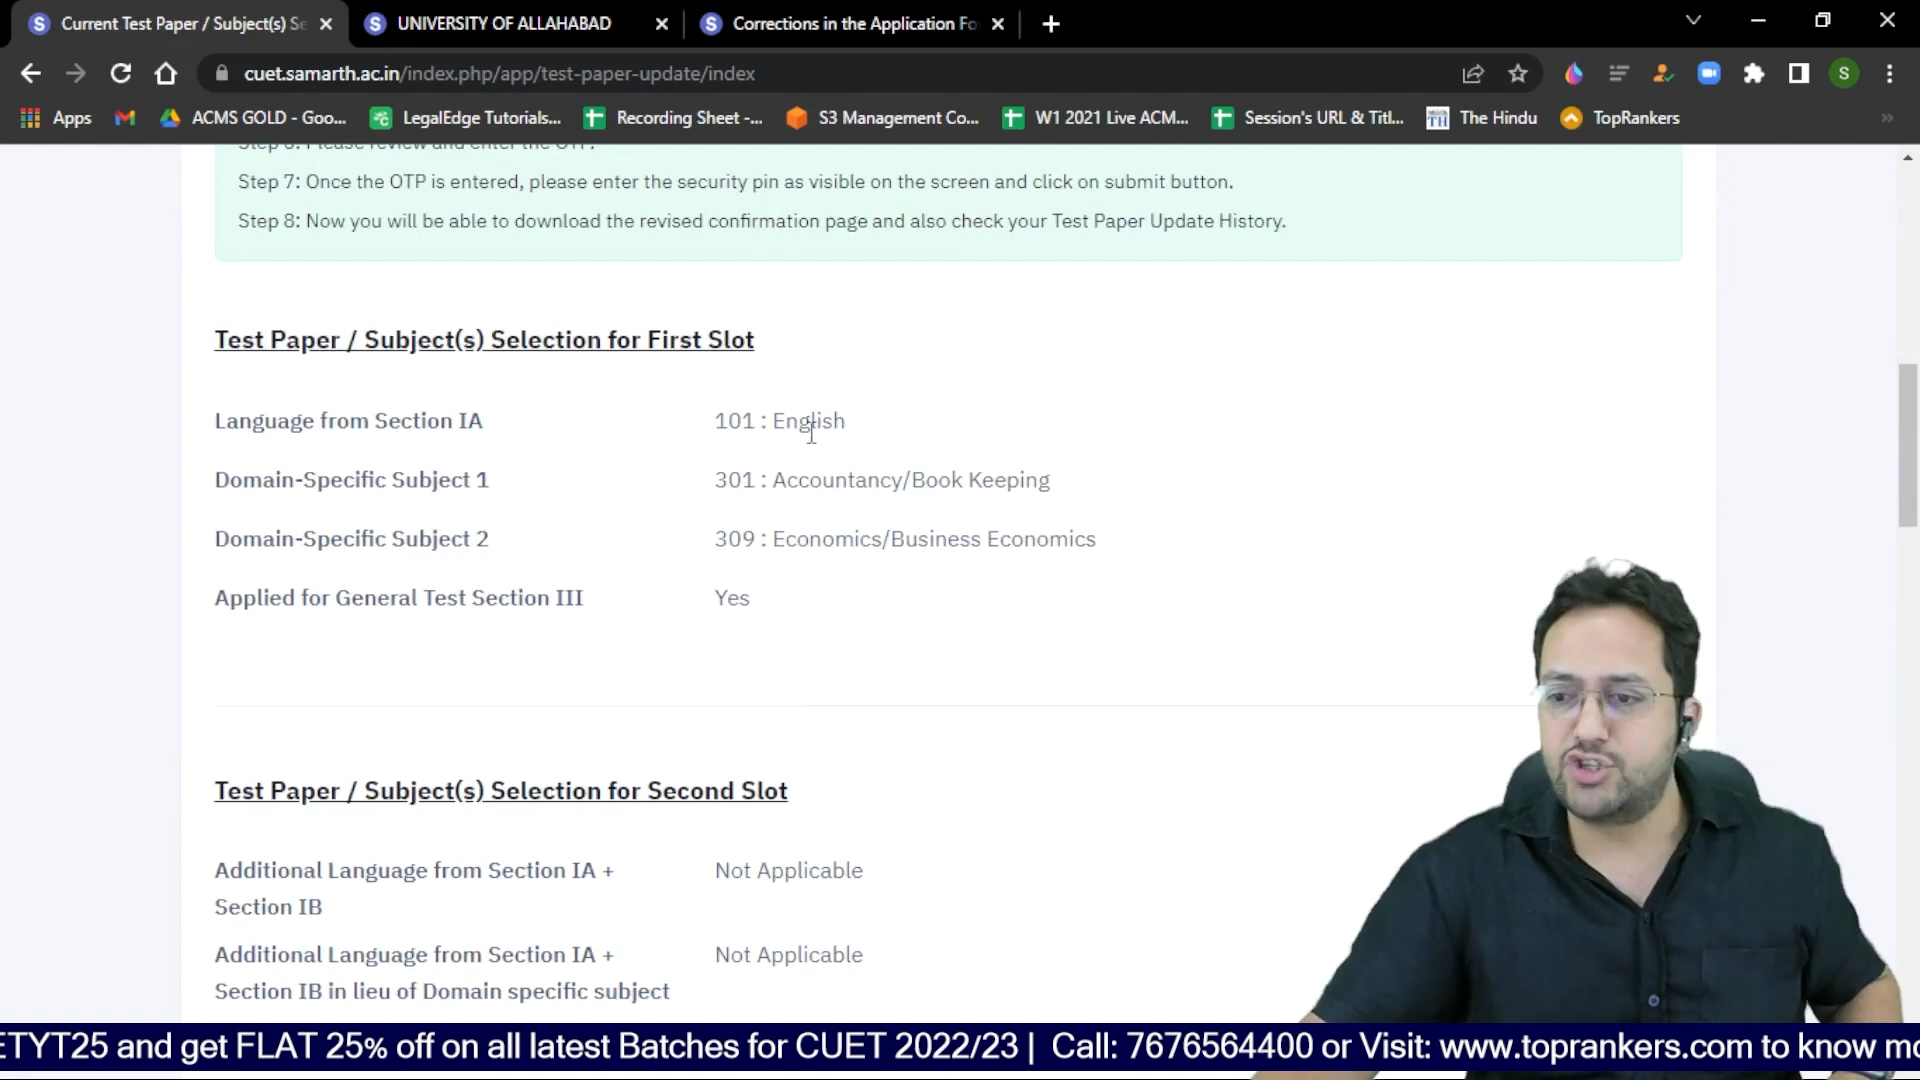 Current Test Paper / Subject(s) Se
UNIVERSITY OF ALLAHABAD
Corrections in the Application Fo
cuet.samarth.ac.in/index.php/app/test-paper-update/index
S
Apps
ACMS GOLD - Goo...
LegalEdge Tutorials...
Recording Sheet -...
S3 Management Co...
W1 2021 Live ACM...
Session's URL & Titl...
The Hindu
TopRankers
Step 6: Please review and enter the OTP.
Step 7: Once the OTP is entered, please enter the security pin as visible on the screen and click on submit button.
Step 8: Now you will be able to download the revised confirmation page and also check your Test Paper Update History.
Test Paper / Subject(s) Selection for First Slot
Language from Section IA 101 : English
Domain-Specific Subject 1 301 : Accountancy/Book Keeping
Domain-Specific Subject 2 309 : Economics/Business Economics
Applied for General Test Section III Yes
Test Paper / Subject(s) Selection for Second Slot
Additional Language from Section IA + Not Applicable
Section IB
Additional Language from Section IA + Not Applicable
Section IB in lieu of Domain specific subject
ETYT25 and get FLAT 25% off on all latest Batches for CUET 2022/23 | Call: 7676564400 or Visit: www.toprankers.com to know mo